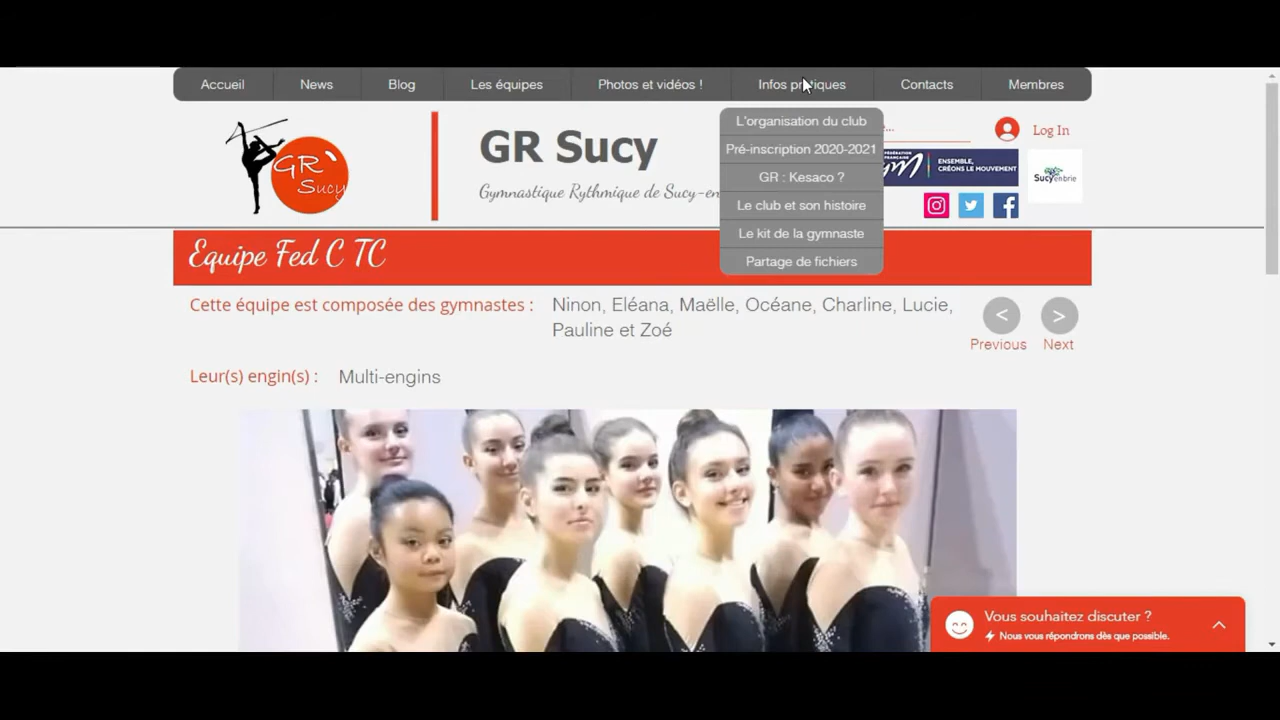 Accueil News Blog Les équipes Photos et vidéos ! Infos pratiques Contacts Membres
L'organisation du club
Pré-inscription 2020-2021
GR : Kesaco ?
Le club et son histoire
Le kit de la gymnaste
Partage de fichiers
GR Sucy
GR Sucy
Gymnastique Rythmique de Sucy-en
Log In
ENSEMBLE,
CRÉONS LE MOUVEMENT
Sucyenbrie
Equipe Fed C TC
Cette équipe est composée des gymnastes : Ninon, Eléana, Maëlle, Océane, Charline, Lucie,
Pauline et Zoé
< >
Previous Next
Leur(s) engin(s) : Multi-engins
Vous souhaitez discuter ?
Nous vous répondrons dès que possible.